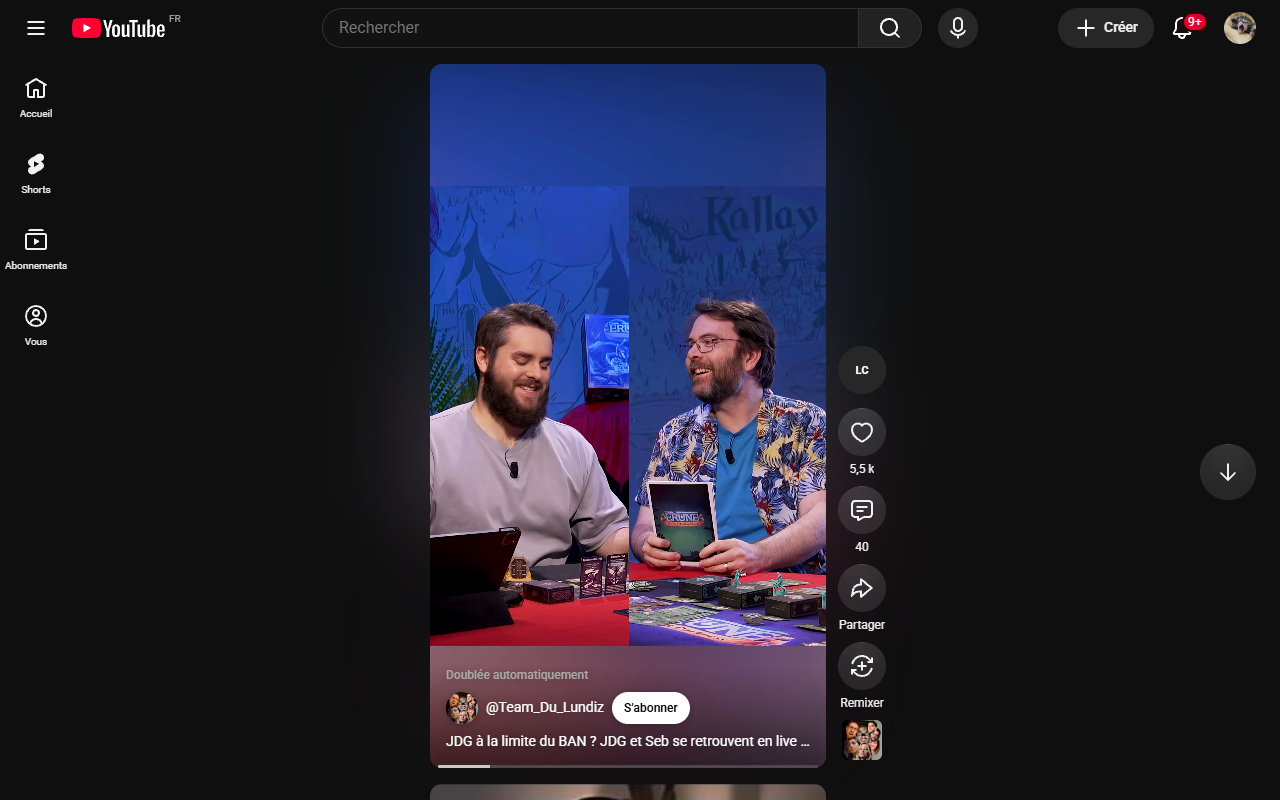 YouTube FR
Rechercher
Créer
9+
Accueil
Shorts
Abonnements
Vous
Rallay
LC
5,5 k
40
Partager
Remixer
Doublée automatiquement
@Team_Du_Lundiz
S'abonner
JDG à la limite du BAN ? JDG et Seb se retrouvent en live ...